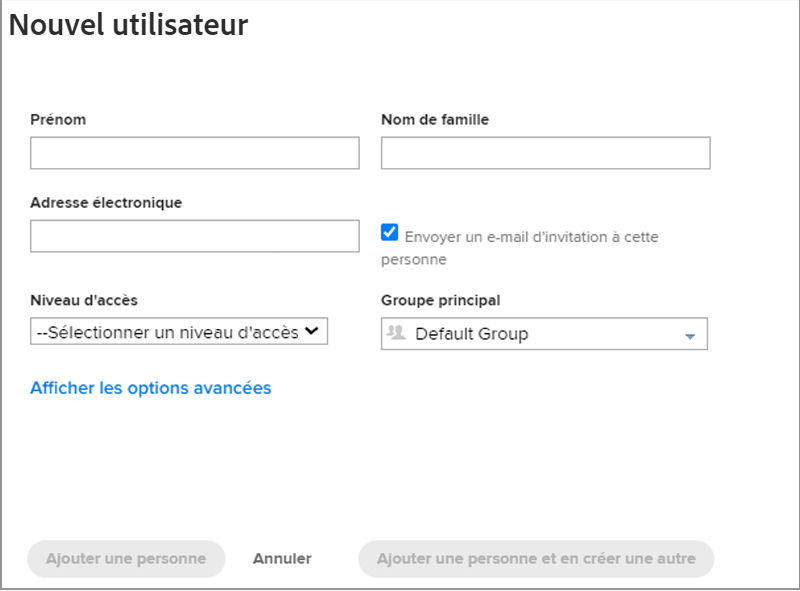 Nouvel utilisateur
Prénom
Nom de famille
Adresse électronique
Envoyer un e-mail d'invitation à cette
personne
Niveau d'accès
Groupe principal
--Sélectionner un niveau d'accès
Default Group
Afficher les options avancées
Ajouter une personne
Annuler
Ajouter une personne et en créer une autre